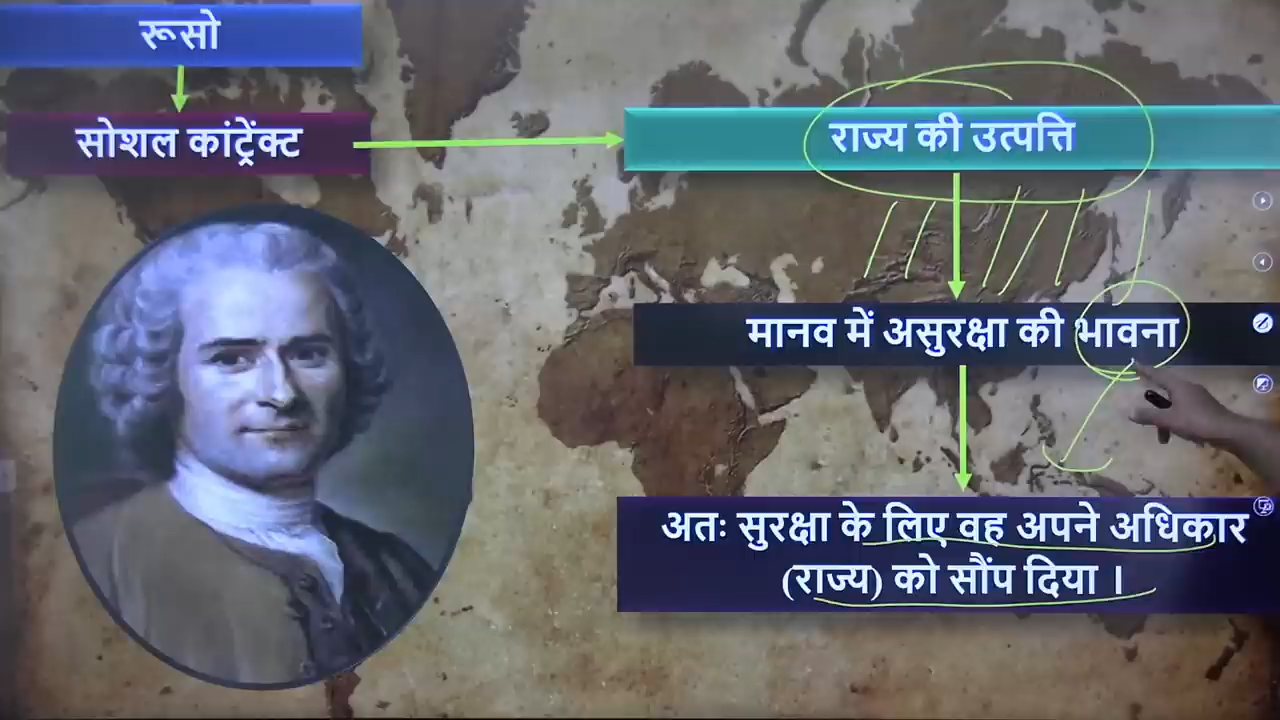 रूसो
सोशल कांट्रेंक्ट
राज्य की उत्पत्ति
मानव में असुरक्षा की भावना
अतः सुरक्षा के लिए वह अपने अधिकार
(राज्य) को सौंप दिया ।